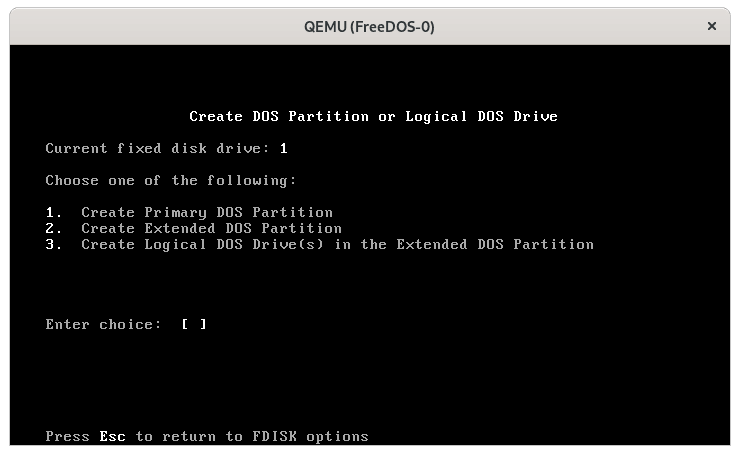 QEMU (FreeDOS-0)
×
Create DOS Partition or Logical DOS Drive
Current fixed disk drive: 1
Choose one of the following:
1. Create Primary DOS Partition
2. Create Extended DOS Partition
3. Create Logical DOS Drive(s) in the Extended DOS Partition
Enter choice: [ ]
Press Esc to return to FDISK options